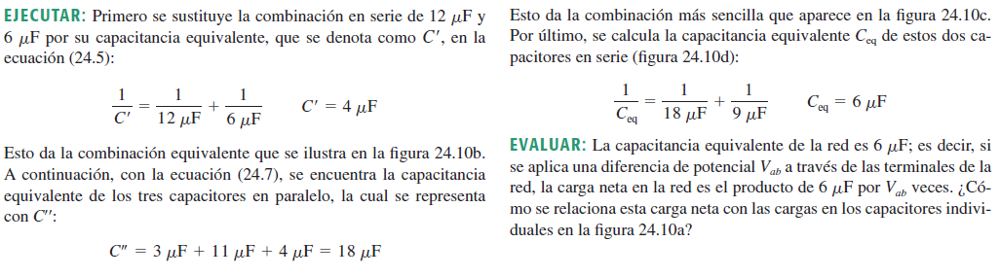 EJECUTAR: Primero se sustituye la combinación en serie de 12 μF y
6 μF por su capacitancia equivalente, que se denota como C′, en la
ecuación (24.5):
1/C′ = 1/12 μF + 1/6 μF    C′ = 4 μF
Esto da la combinación equivalente que se ilustra en la figura 24.10b.
A continuación, con la ecuación (24.7), se encuentra la capacitancia
equivalente de los tres capacitores en paralelo, la cual se representa
con C″:
C″ = 3 μF + 11 μF + 4 μF = 18 μF
Esto da la combinación más sencilla que aparece en la figura 24.10c.
Por último, se calcula la capacitancia equivalente Ceq de estos dos ca-
pacitores en serie (figura 24.10d):
1/Ceq = 1/18 μF + 1/9 μF    Ceq = 6 μF
EVALUAR: La capacitancia equivalente de la red es 6 μF; es decir, si
se aplica una diferencia de potencial Vab a través de las terminales de la
red, la carga neta en la red es el producto de 6 μF por Vab veces. ¿Có-
mo se relaciona esta carga neta con las cargas en los capacitores indivi-
duales en la figura 24.10a?